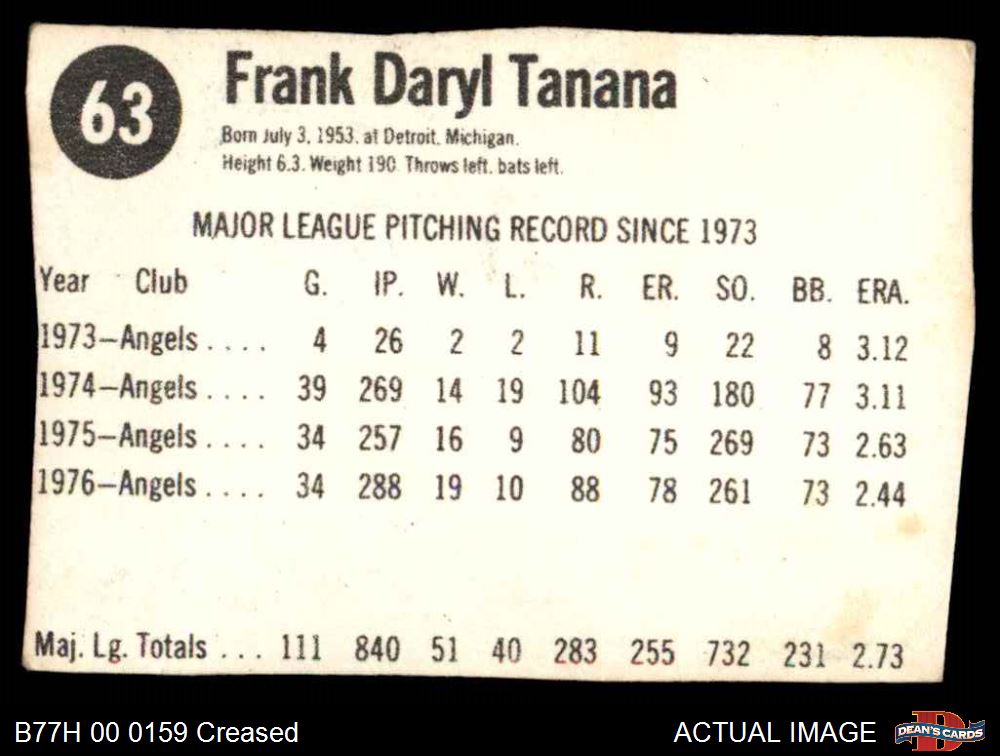 63
Frank Daryl Tanana
Born July 3, 1953, at Detroit, Michigan.
Height 6.3. Weight 190. Throws left, bats left.
MAJOR LEAGUE PITCHING RECORD SINCE 1973
Year Club G. IP. W. L. R. ER. SO. BB. ERA.
1973—Angels . . . . 4 26 2 2 11 9 22 8 3.12
1974—Angels . . . . 39 269 14 19 104 93 180 77 3.11
1975—Angels . . . . 34 257 16 9 80 75 269 73 2.63
1976—Angels . . . . 34 288 19 10 88 78 261 73 2.44
Maj. Lg. Totals . . . 111 840 51 40 283 255 732 231 2.73
B77H 00 0159 Creased ACTUAL IMAGE DEAN'S CARDS